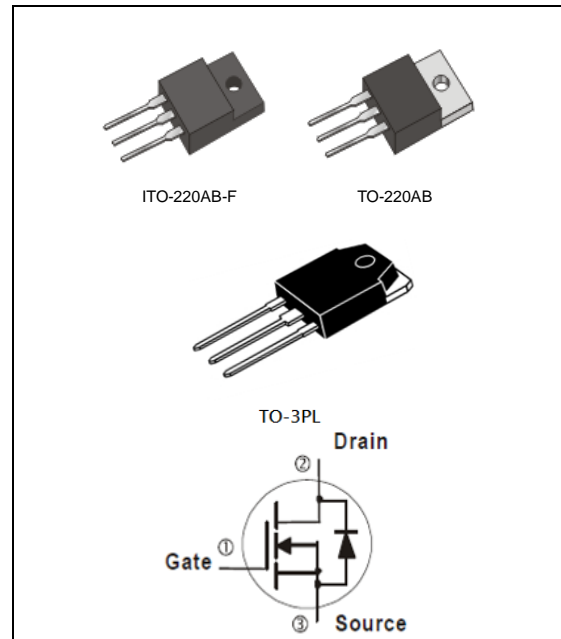 ITO-220AB-F
TO-220AB
TO-3PL
Drain
②
①
Gate
③
Source